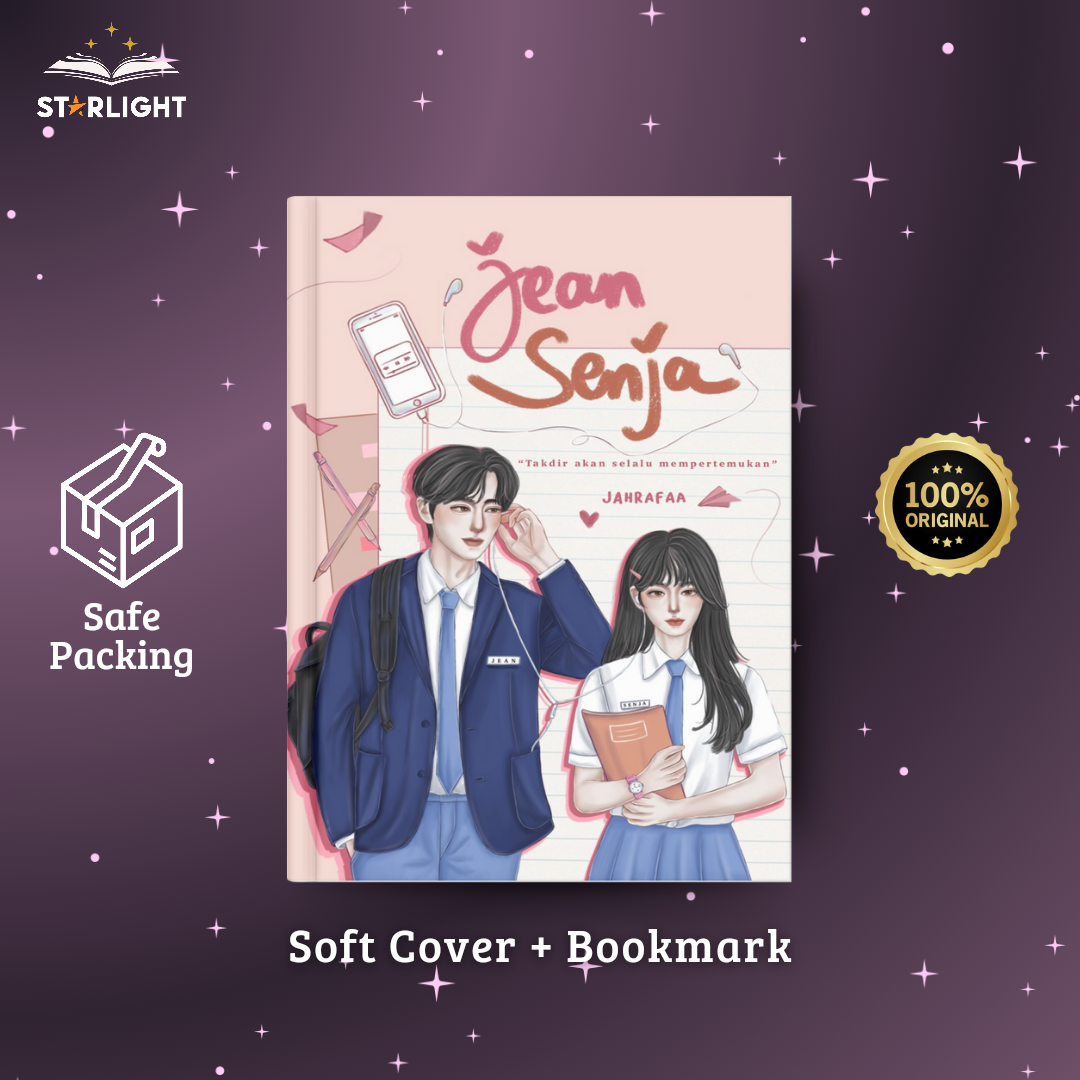 STARLIGHT
jean
Senja
“Takdir akan selalu mempertemukan”
JAHRAFAA
JEAN
SENJA
Safe
Packing
100%
ORIGINAL
Soft Cover + Bookmark